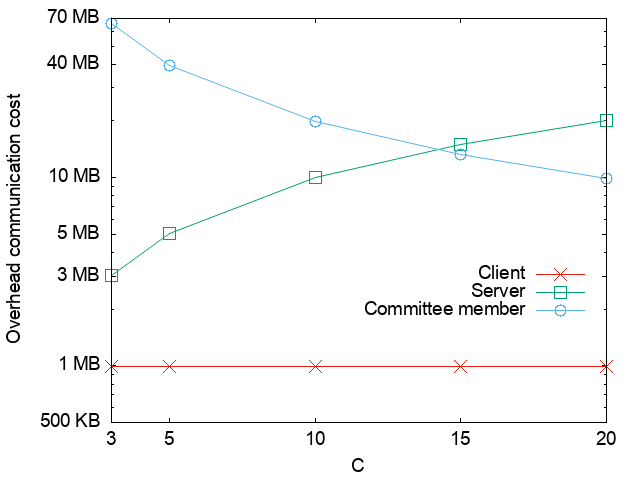 70 MB
40 MB
10 MB
5 MB
3 MB
1 MB
500 KB
Overhead communication cost
Client
Server
Committee member
3 5 10 15 20
C